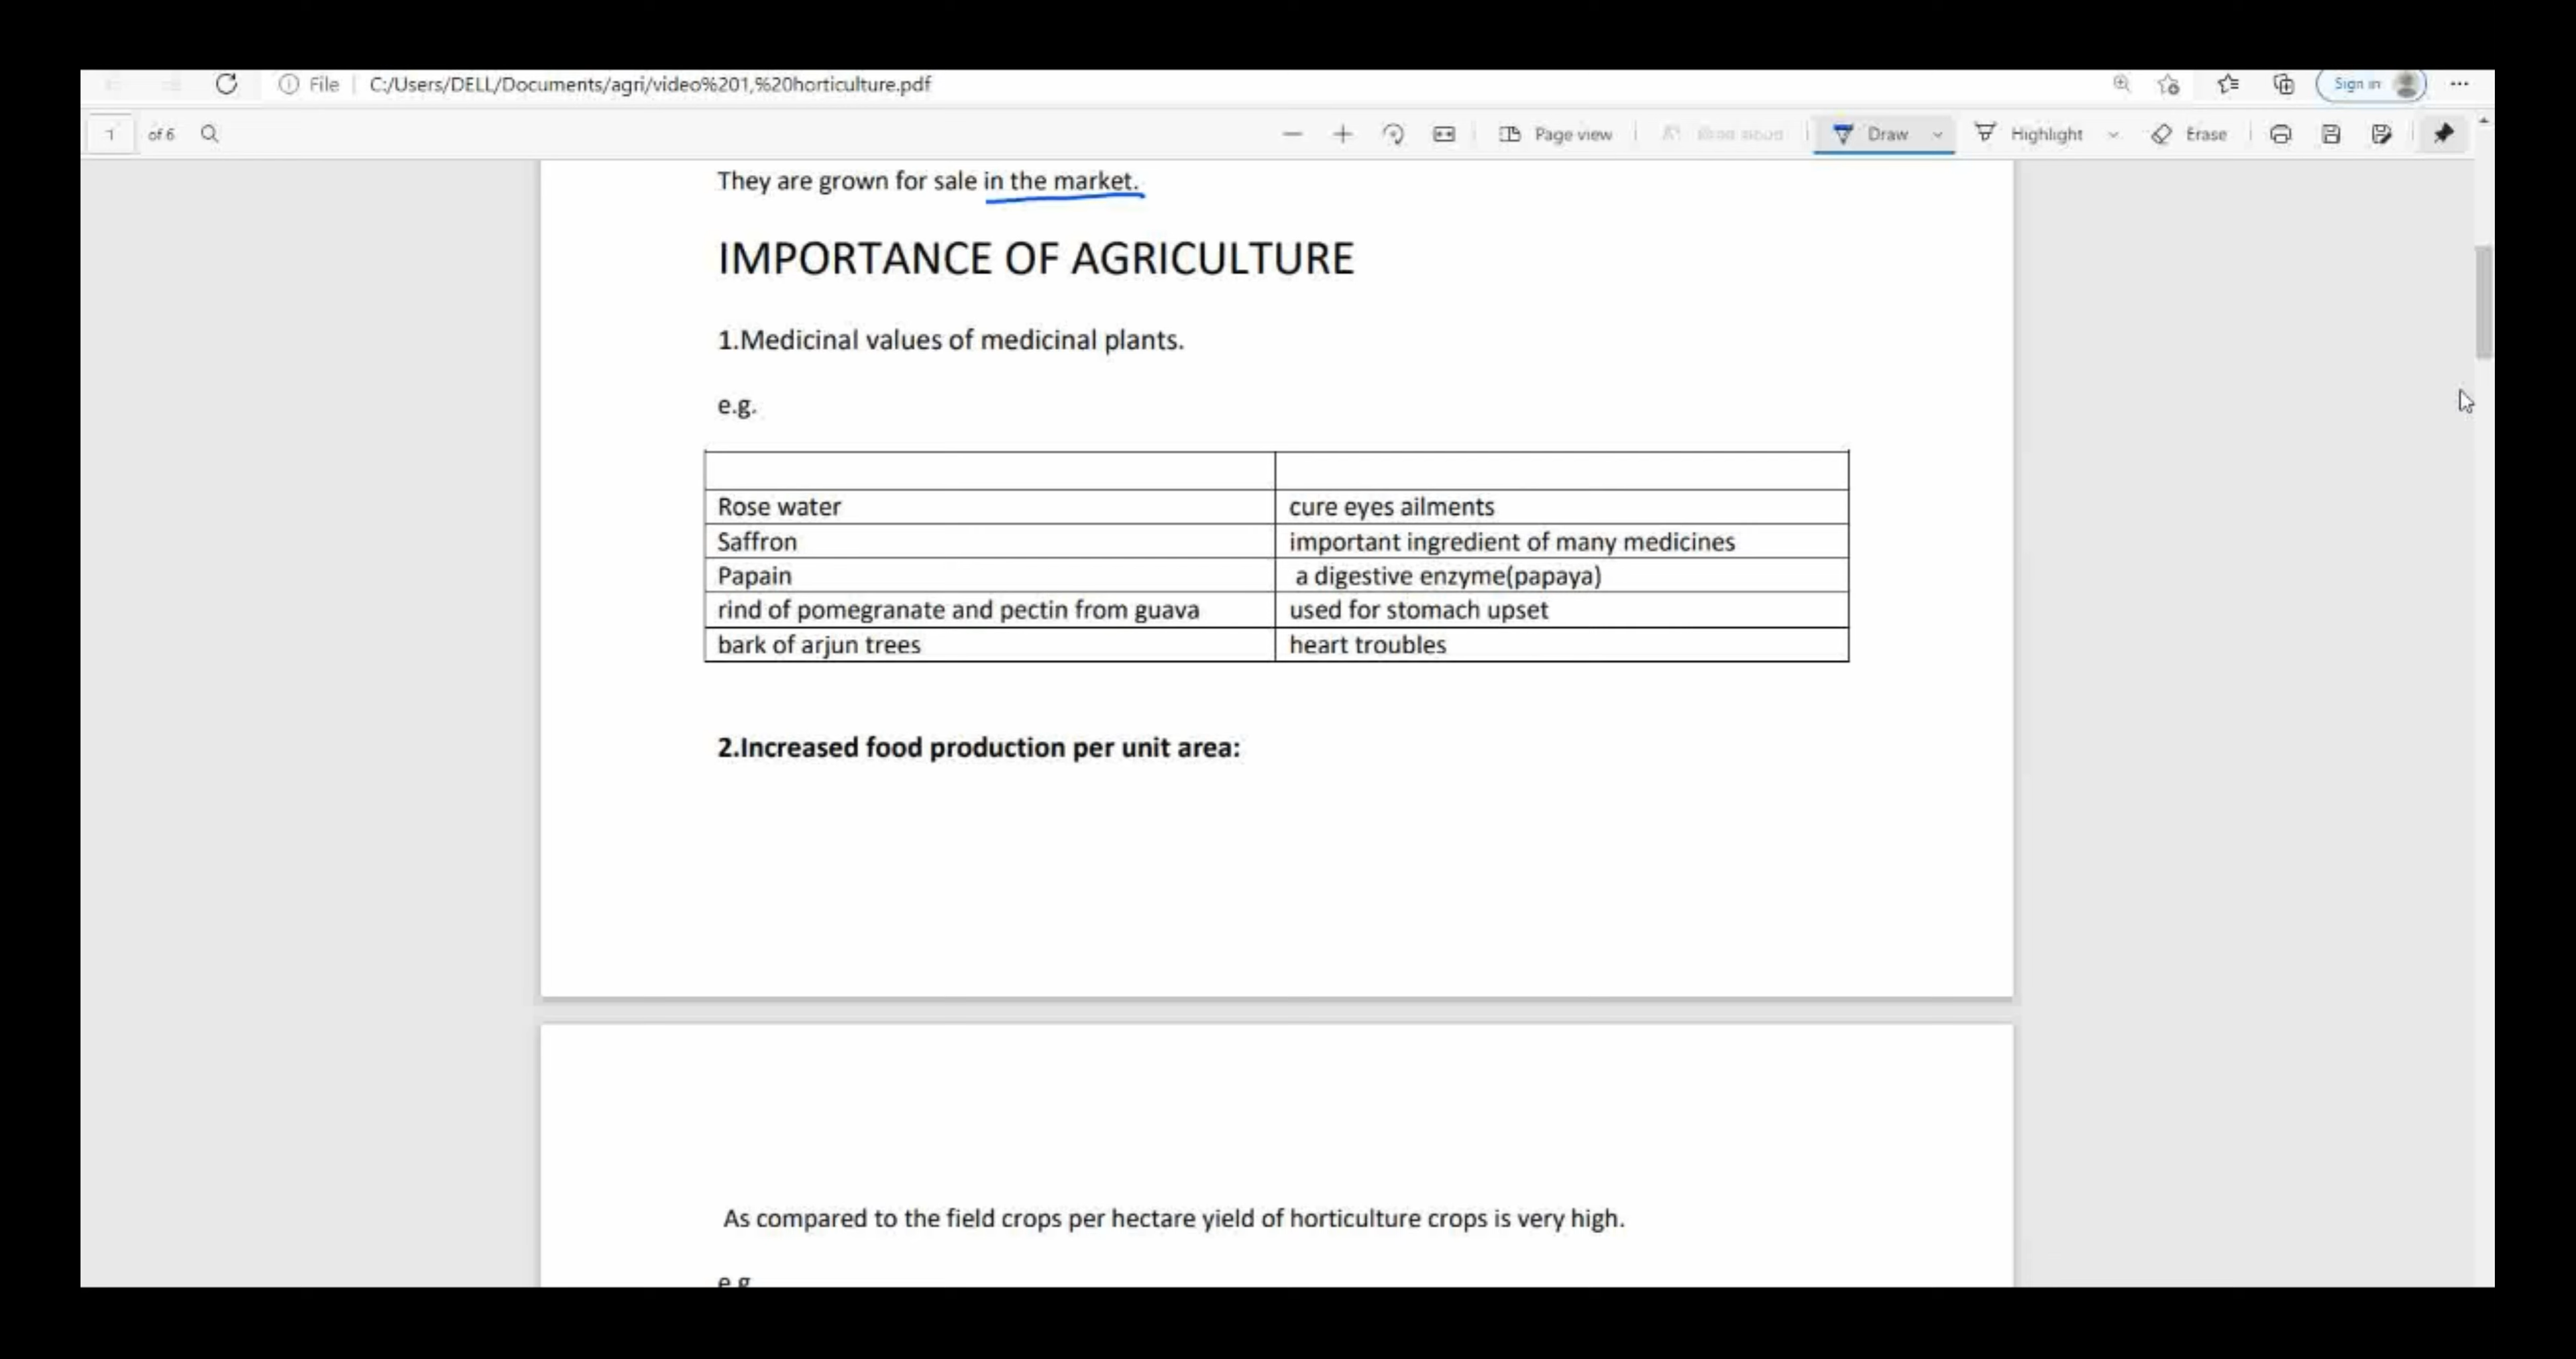 File | C:/Users/DELL/Documents/agri/video%201,%20horticulture.pdf Sign in ...
1 of 6 Page view Draw Highlight Erase
They are grown for sale in the market.
IMPORTANCE OF AGRICULTURE
1.Medicinal values of medicinal plants.
e.g.
Rose water cure eyes ailments
Saffron important ingredient of many medicines
Papain a digestive enzyme(papaya)
rind of pomegranate and pectin from guava used for stomach upset
bark of arjun trees heart troubles
2.Increased food production per unit area:
As compared to the field crops per hectare yield of horticulture crops is very high.
e.g